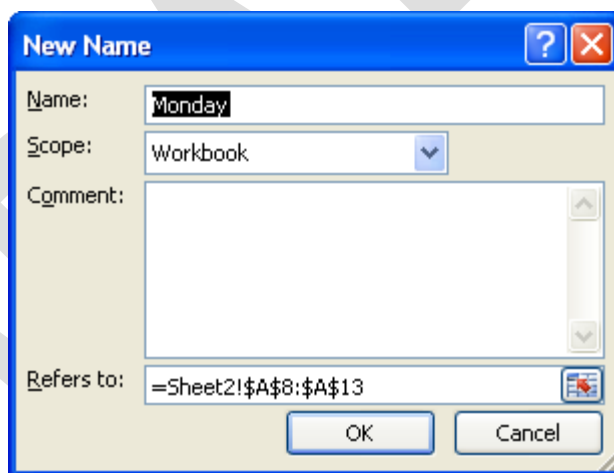 New Name
Name: Monday
Scope: Workbook
Comment:
Refers to: =Sheet2!$A$8:$A$13
OK Cancel